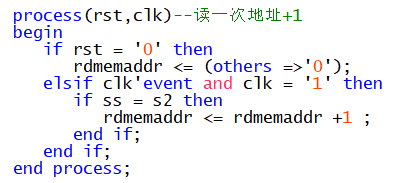 process(rst,clk)--读一次地址+1
begin
    if rst = '0' then
        rdmemaddr <= (others =>'0');
    elsif clk'event and clk = '1' then
        if ss = s2 then
            rdmemaddr <= rdmemaddr +1 ;
        end if;
    end if;
end process;